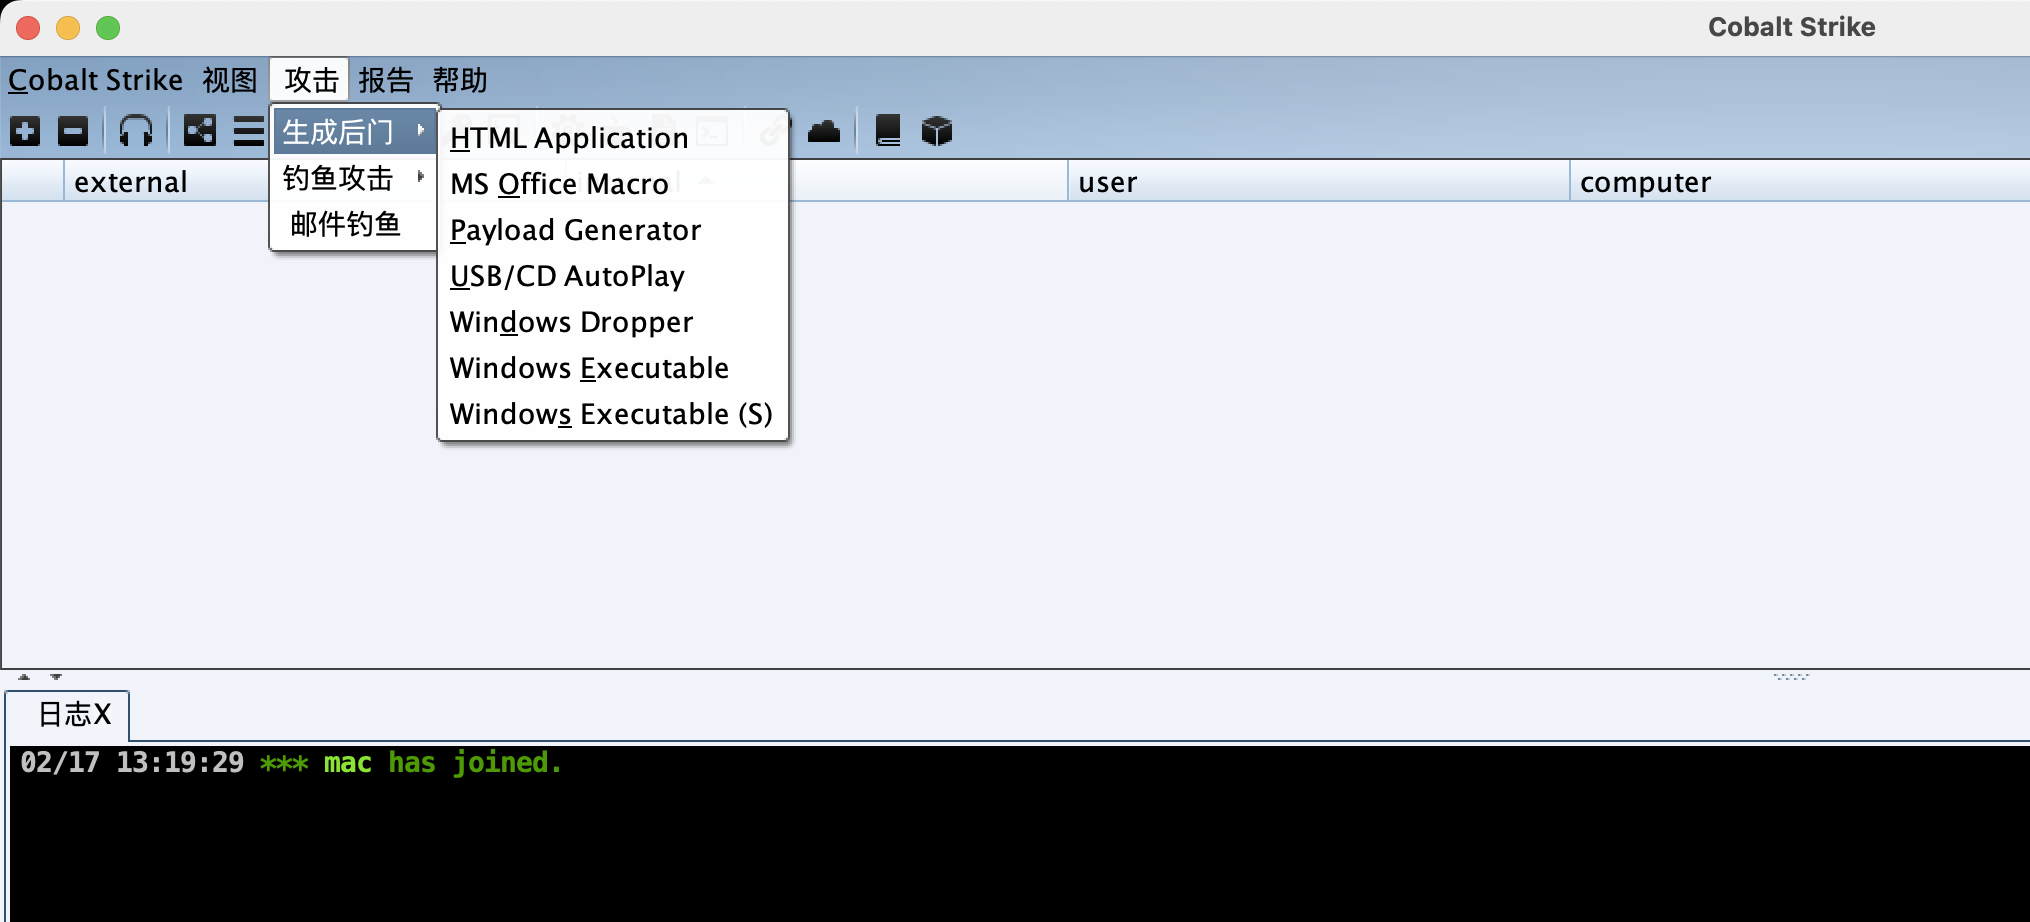 Cobalt Strike
Cobalt Strike 视图 攻击 报告 帮助
生成后门
钓鱼攻击
邮件钓鱼
HTML Application
MS Office Macro
Payload Generator
USB/CD AutoPlay
Windows Dropper
Windows Executable
Windows Executable (S)
external user computer
日志X
02/17 13:19:29 *** mac has joined.